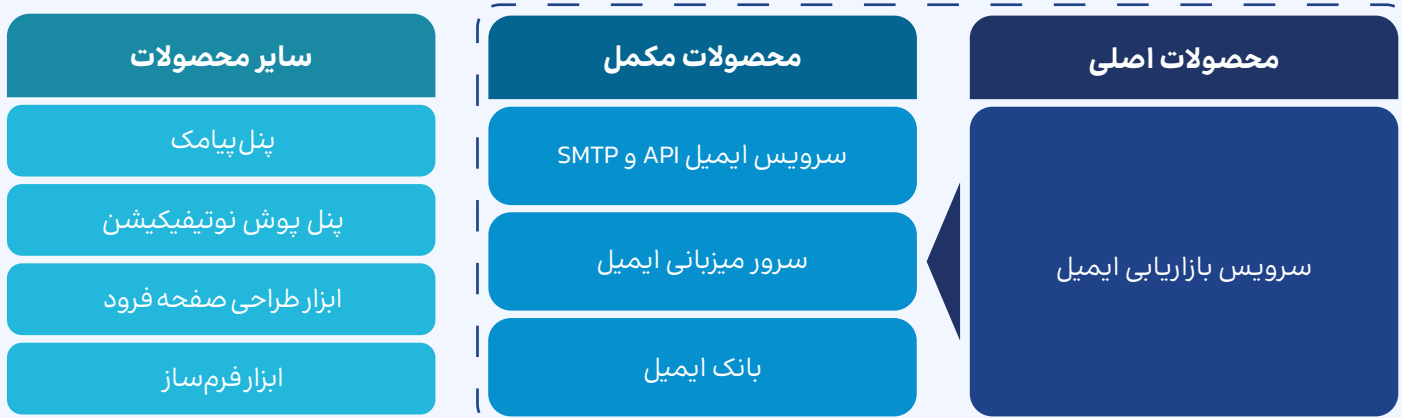 محصولات اصلی
سرویس بازاریابی ایمیل
محصولات مکمل
سرویس ایمیل API و SMTP
سرور میزبانی ایمیل
بانک ایمیل
سایر محصولات
پنل پیامک
پنل پوش نوتیفیکیشن
ابزار طراحی صفحه فرود
ابزار فرم‌ساز